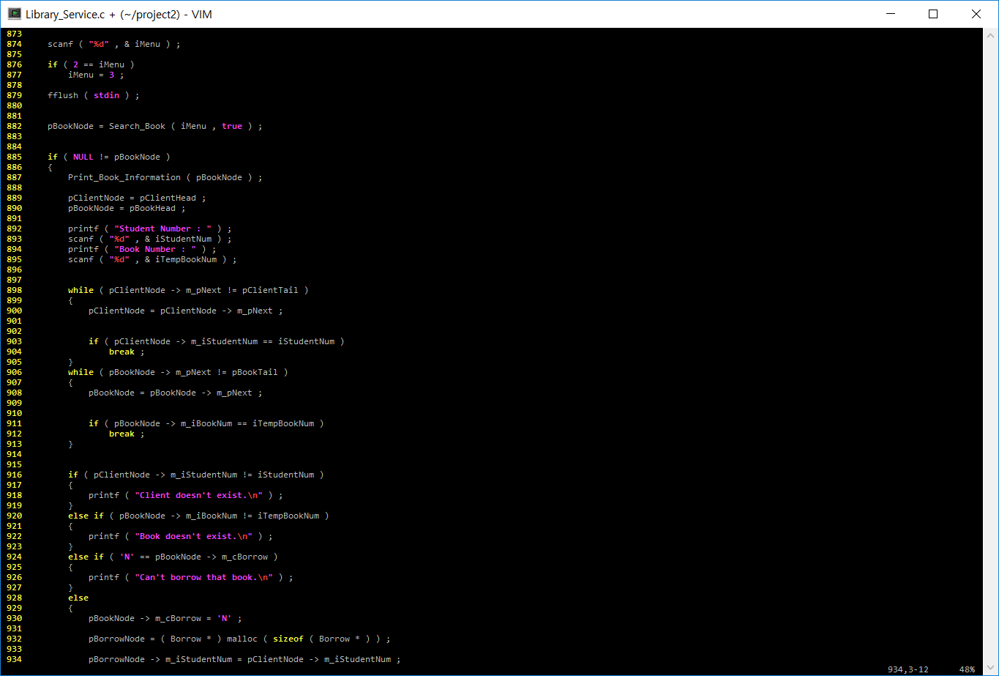 Library_Service.c + (~/project2) - VIM
873
874     scanf ( "%d" , & iMenu ) ;
875
876     if ( 2 == iMenu )
877         iMenu = 3 ;
878
879     fflush ( stdin ) ;
880
881
882     pBookNode = Search_Book ( iMenu , true ) ;
883
884
885     if ( NULL != pBookNode )
886     {
887         Print_Book_Information ( pBookNode ) ;
888
889         pClientNode = pClientHead ;
890         pBookNode = pBookHead ;
891
892         printf ( "Student Number : " ) ;
893         scanf ( "%d" , & iStudentNum ) ;
894         printf ( "Book Number : " ) ;
895         scanf ( "%d" , & iTempBookNum ) ;
896
897
898         while ( pClientNode -> m_pNext != pClientTail )
899         {
900             pClientNode = pClientNode -> m_pNext ;
901
902
903             if ( pClientNode -> m_iStudentNum == iStudentNum )
904                 break ;
905         }
906         while ( pBookNode -> m_pNext != pBookTail )
907         {
908             pBookNode = pBookNode -> m_pNext ;
909
910
911             if ( pBookNode -> m_iBookNum == iTempBookNum )
912                 break ;
913         }
914
915
916         if ( pClientNode -> m_iStudentNum != iStudentNum )
917         {
918             printf ( "Client doesn't exist.\n" ) ;
919         }
920         else if ( pBookNode -> m_iBookNum != iTempBookNum )
921         {
922             printf ( "Book doesn't exist.\n" ) ;
923         }
924         else if ( 'N' == pBookNode -> m_cBorrow )
925         {
926             printf ( "Can't borrow that book.\n" ) ;
927         }
928         else
929         {
930             pBookNode -> m_cBorrow = 'N' ;
931
932             pBorrowNode = ( Borrow * ) malloc ( sizeof ( Borrow * ) ) ;
933
934             pBorrowNode -> m_iStudentNum = pClientNode -> m_iStudentNum ;
934,3-12      48%